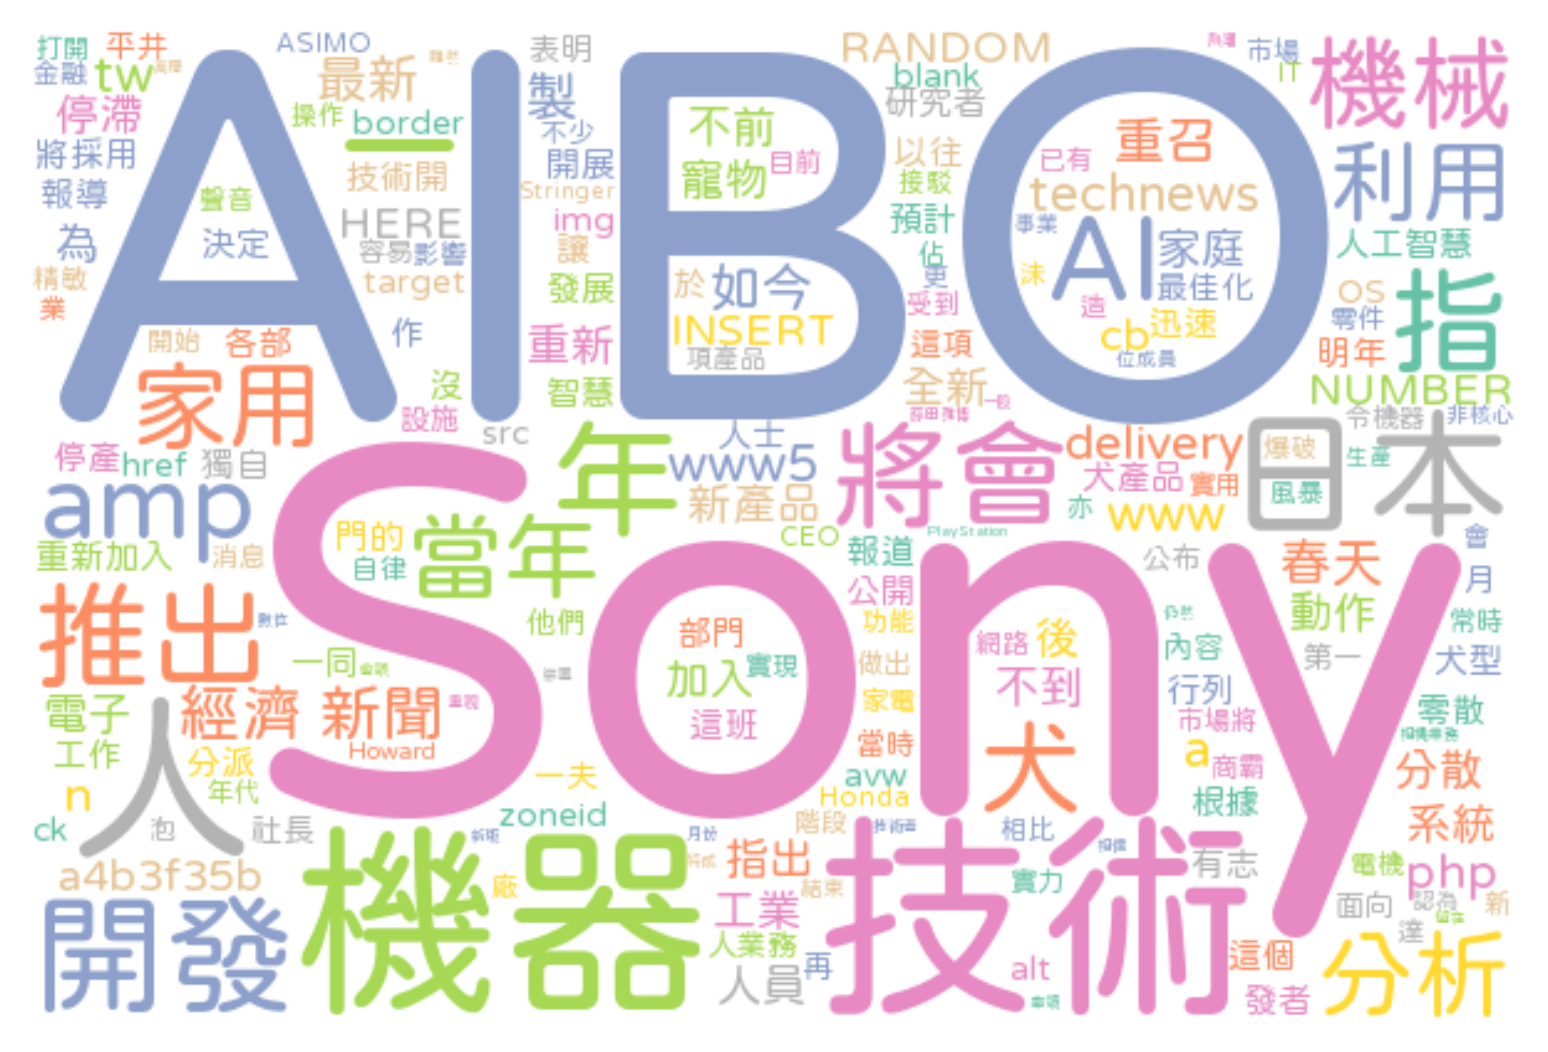 打開
平井
ASIMO
表明
RANDOM
市場
金融
tw
最新
blank
IT
機械
停滯
操作
border
製
不少
不前
研究者
重召
將採用
技術開
開展
寵物
目前
以往
已有
利用
報導
聲音
Stringer
接駁
technews
為
決定
HERE
img
預計
事業
AI
家庭
人工智慧
容易
影響
讓
佔
最佳化
精敏
target
發展
於
如今
更
沫
OS
指
業
受到
造
零件
AIBO
開始
各部
作
重新
INSERT
這項
cb
迅速
明年
項產品
位成員
家用
沒
智慧
全新
NUMBER
設施
一般
令機器
非核心
src
人士
停產
href
獨自
年
www5
將會
delivery
日本
爆破
生產
amp
新產品
犬產品
實用
風暴
亦
www
門的
當年
CEO
PlayStation
會
重新加入
消息
自律
報道
公布
春天
月
推出
數位
他們
公開
功能
動作
常時
部門
網路
後
內容
一同
加入
實現
做出
第一
犬型
Sony
電子
經濟
新聞
這班
家電
不到
行列
零散
工作
人
Howard
當時
犬
市場將
分派
一夫
avw
a
商霸
分散
n
年代
Honda
根據
ck
泡
社長
zoneid
階段
相比
系統
月份
a4b3f35b
機器
指出
技術
有志
電機
php
廠
結束
實力
開發
工業
面向
認為
新
人業務
達
人員
再
alt
這個
分析
發者